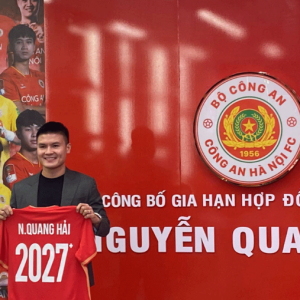 BỘ CÔNG AN
1956
CÔNG AN HÀ NỘI FC
CÔNG BỐ GIA HẠN HỢP ĐỒ
NGUYỄN QUA
N.QUANG HẢI
2027